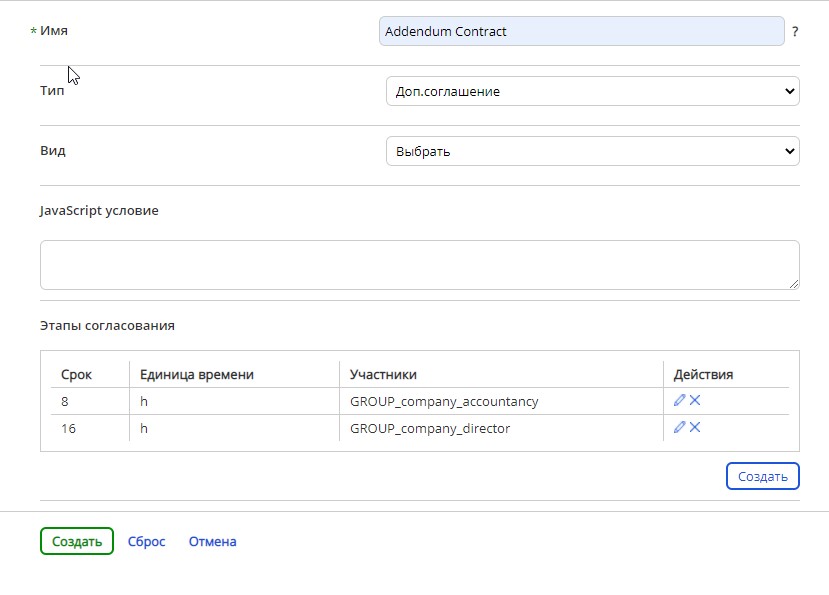 * Имя Addendum Contract ?
Тип Доп.соглашение
Вид Выбрать
JavaScript условие
Этапы согласования
Срок Единица времени Участники Действия
8 h GROUP_company_accountancy
16 h GROUP_company_director
Создать
Создать Сброс Отмена